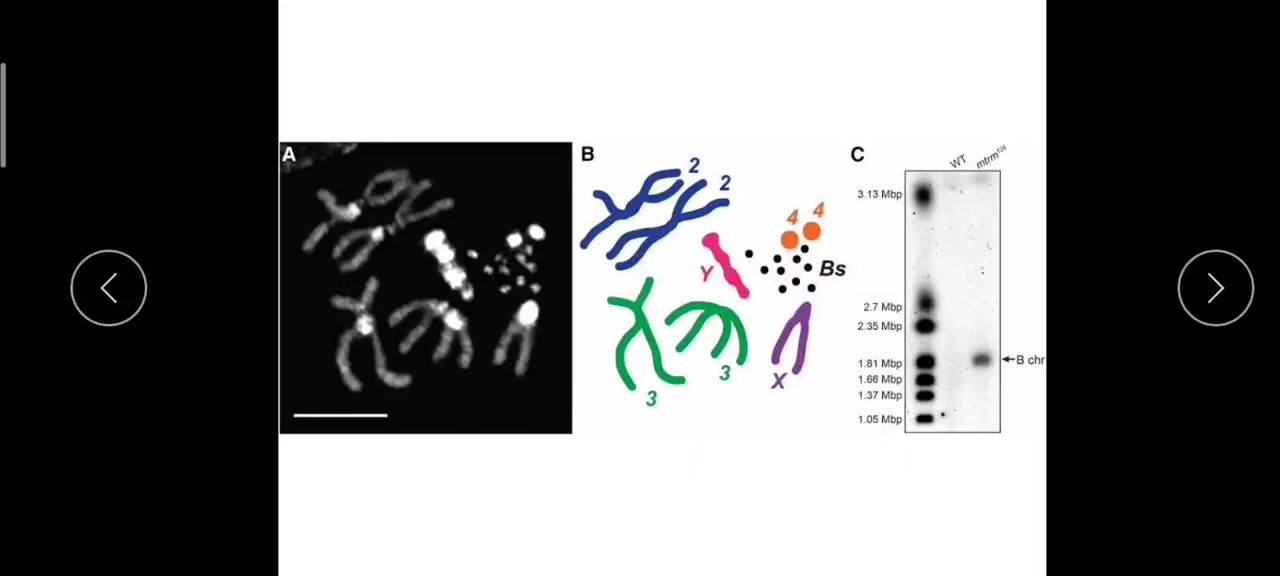 A
B
C
2
2
4
4
Y
Bs
3
3
X
WT
mtrm¹²⁶
3.13 Mbp
2.7 Mbp
2.35 Mbp
1.81 Mbp
B chr
1.66 Mbp
1.37 Mbp
1.05 Mbp